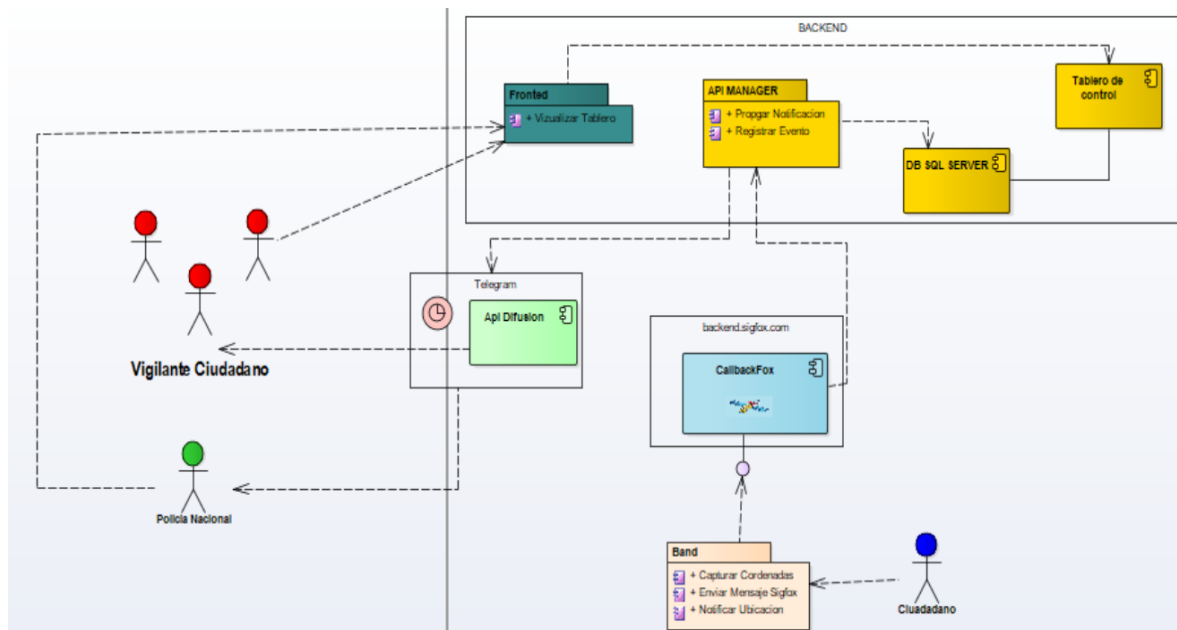 BACKEND
Fronted
+ Vizualizar Tablero
API MANAGER
+ Propgar Notificacion
+ Registrar Evento
Tablero de
control
DB SQL SERVER
Telegram
Api Difusion
Vigilante Ciudadano
backend.sigfox.com
CallbackFox
Policia Nacional
Band
+ Capturar Cordenadas
+ Enviar Mensaje Sigfox
+ Notificar Ubicacion
Ciuadadano